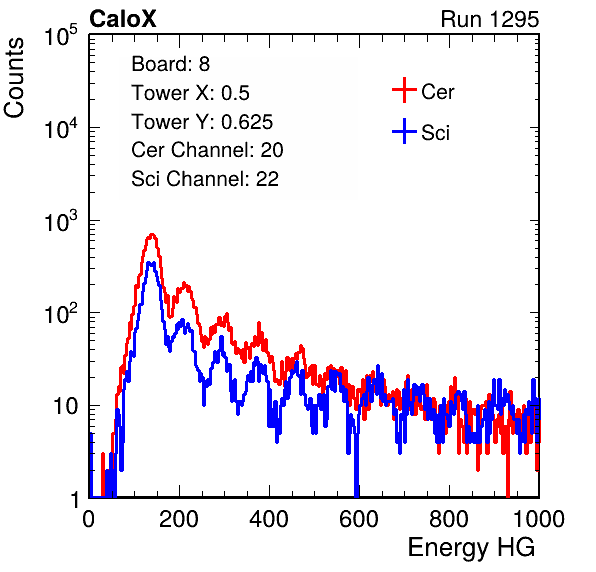 CaloX Run 1295
Counts
10^5
10^4
10^3
10^2
10
1
Board: 8
Tower X: 0.5
Tower Y: 0.625
Cer Channel: 20
Sci Channel: 22
Cer
Sci
0 200 400 600 800 1000
Energy HG